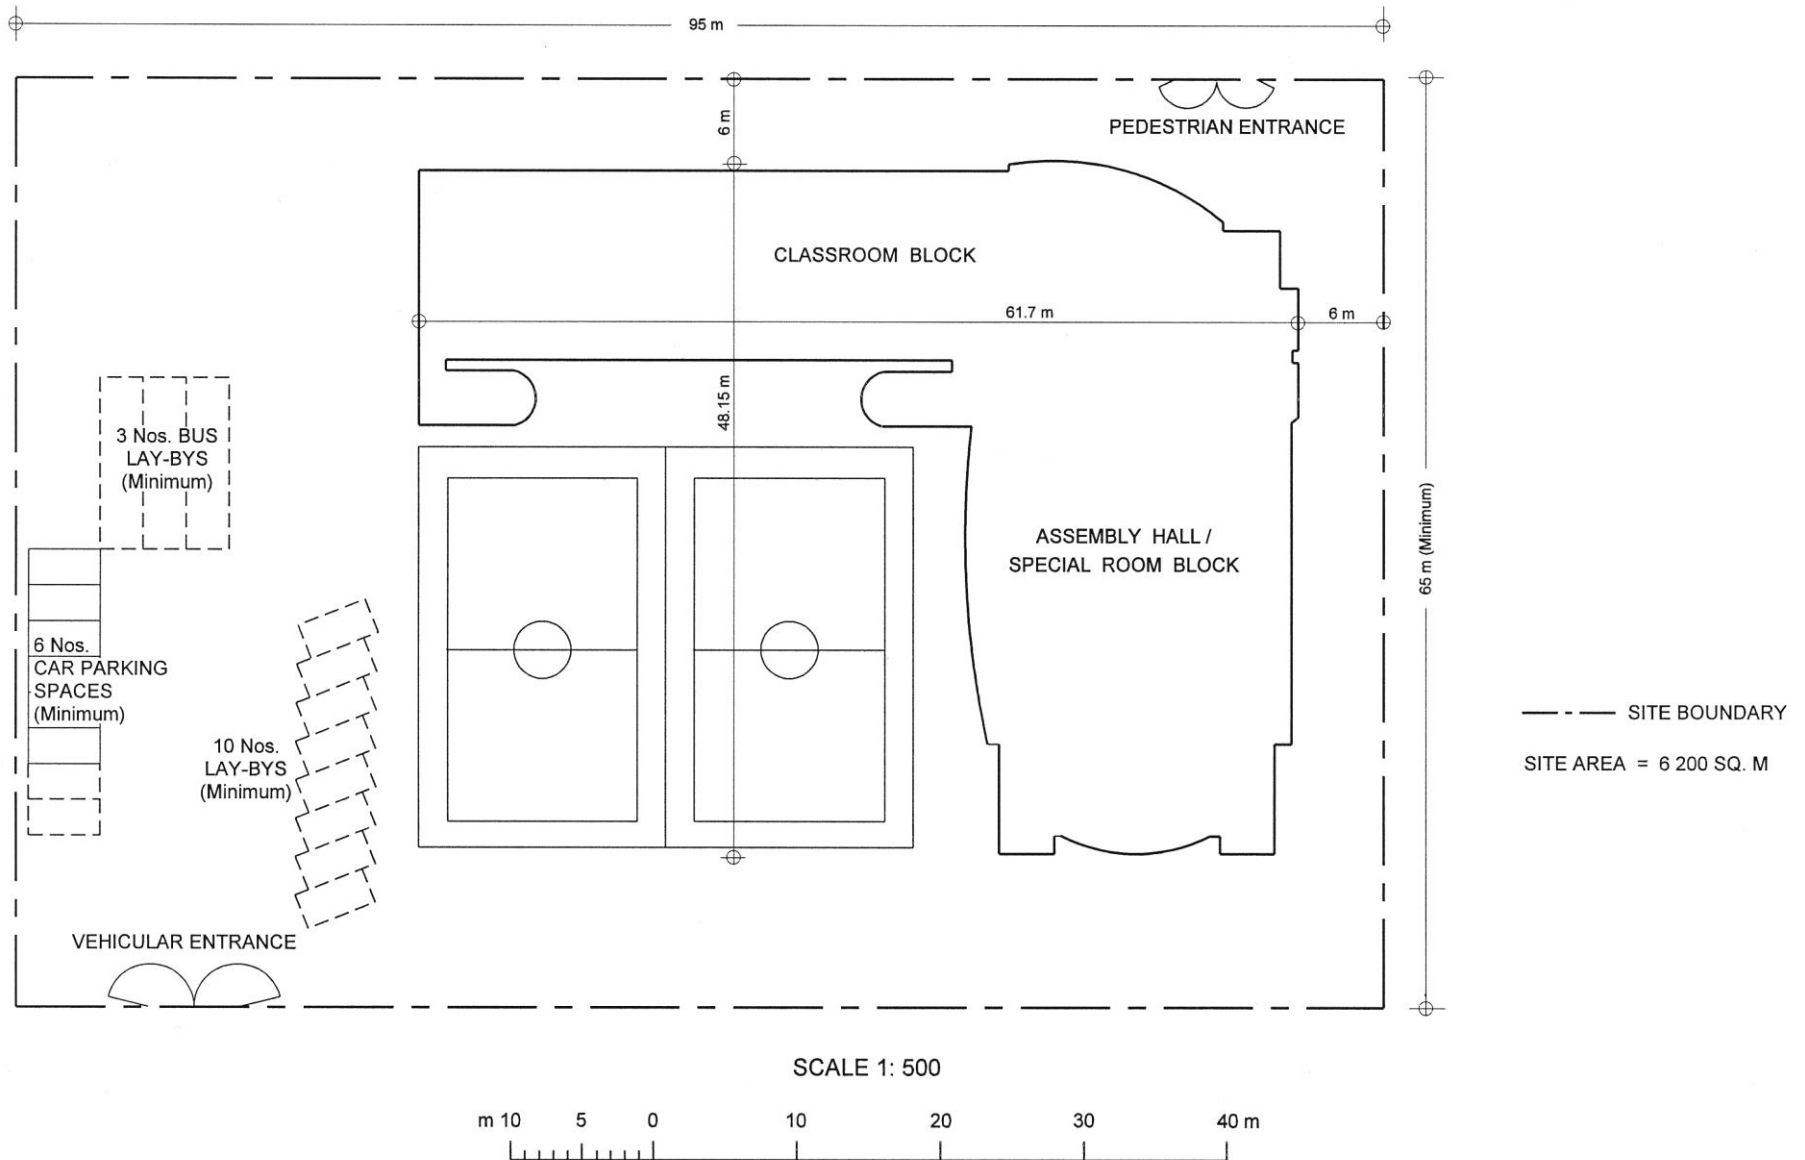 95 m
6 m
PEDESTRIAN ENTRANCE
CLASSROOM BLOCK
61.7 m
6 m
48.15 m
3 Nos. BUS
LAY-BYS
(Minimum)
65 m (Minimum)
ASSEMBLY HALL /
SPECIAL ROOM BLOCK
6 Nos.
CAR PARKING
SPACES
(Minimum)
10 Nos.
LAY-BYS
(Minimum)
SITE BOUNDARY
SITE AREA = 6 200 SQ. M
VEHICULAR ENTRANCE
SCALE 1: 500
m 10 5 0 10 20 30 40 m